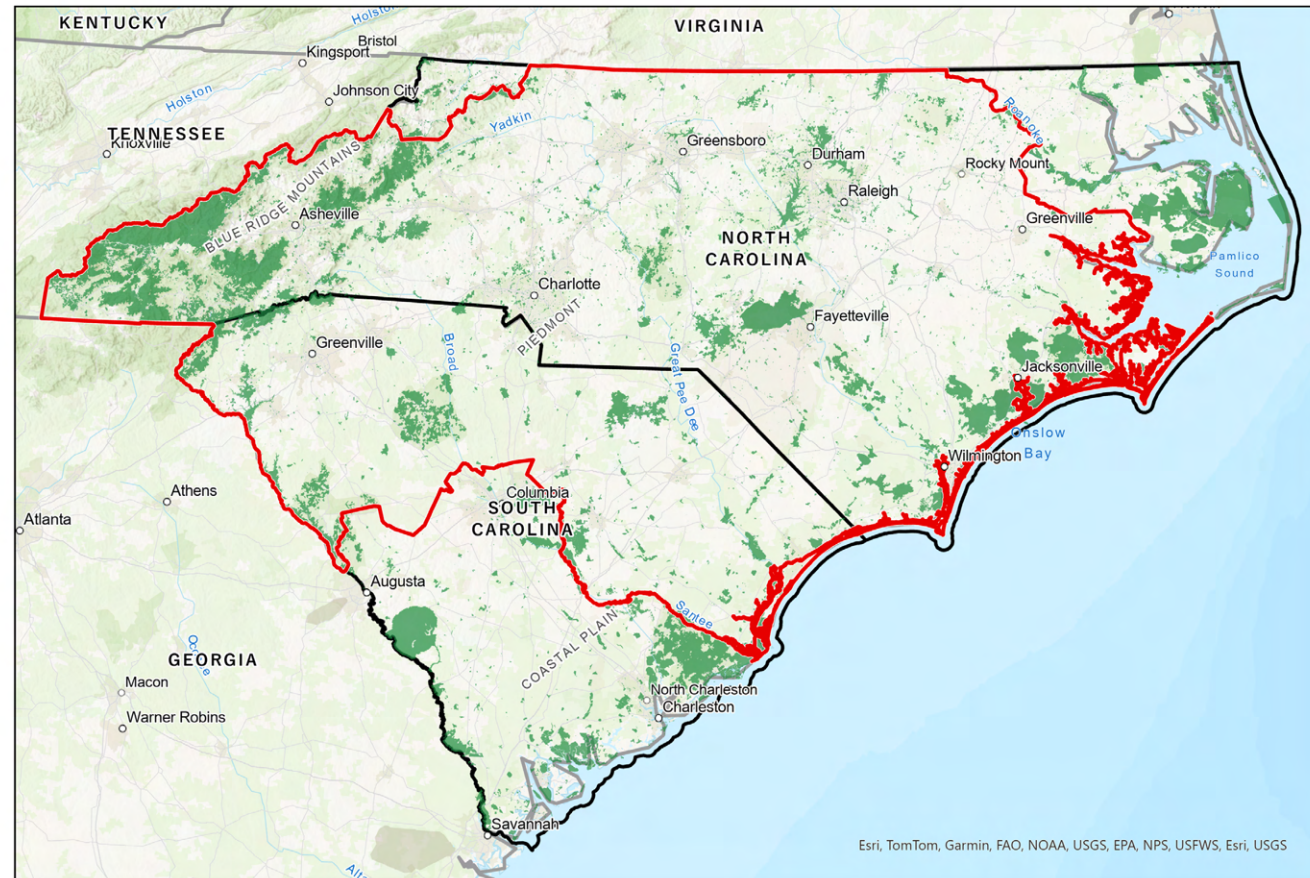 KENTUCKY
VIRGINIA
Holston
Bristol
Kingsport
Johnson City
Holston
TENNESSEE
Knoxville
Yadkin
Roanoke
Greensboro
Durham
Rocky Mount
Raleigh
BLUE RIDGE MOUNTAINS
Asheville
Greenville
NORTH
CAROLINA
Pamlico
Sound
Charlotte
PIEDMONT
Fayetteville
Greenville
Broad
Great Pee Dee
Jacksonville
Onslow
Bay
Wilmington
Athens
Columbia
SOUTH
CAROLINA
Atlanta
Augusta
Santee
COASTAL PLAIN
GEORGIA
Macon
Warner Robins
North Charleston
Charleston
Savannah
Esri, TomTom, Garmin, FAO, NOAA, USGS, EPA, NPS, USFWS, Esri, USGS